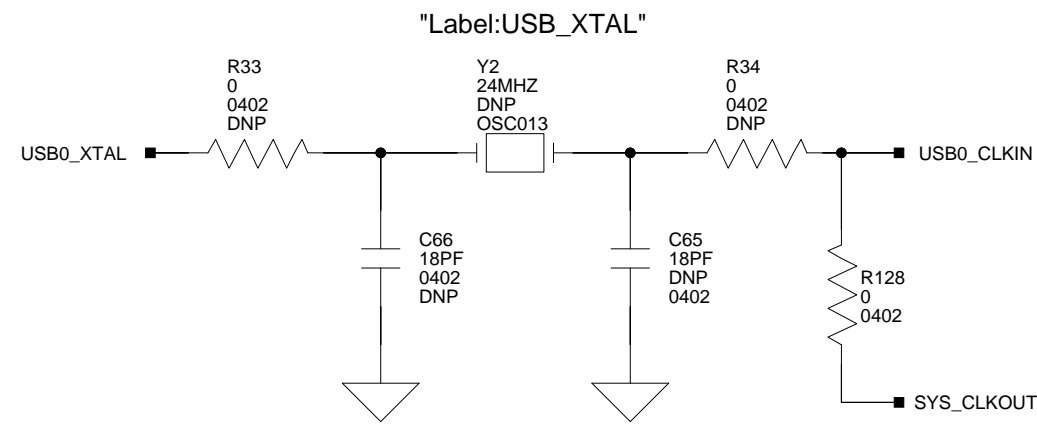 "Label:USB_XTAL"
R33
0
0402
DNP
Y2
24MHZ
DNP
OSC013
R34
0
0402
DNP
USB0_XTAL
USB0_CLKIN
C66
18PF
0402
DNP
C65
18PF
DNP
0402
R128
0
0402
SYS_CLKOUT